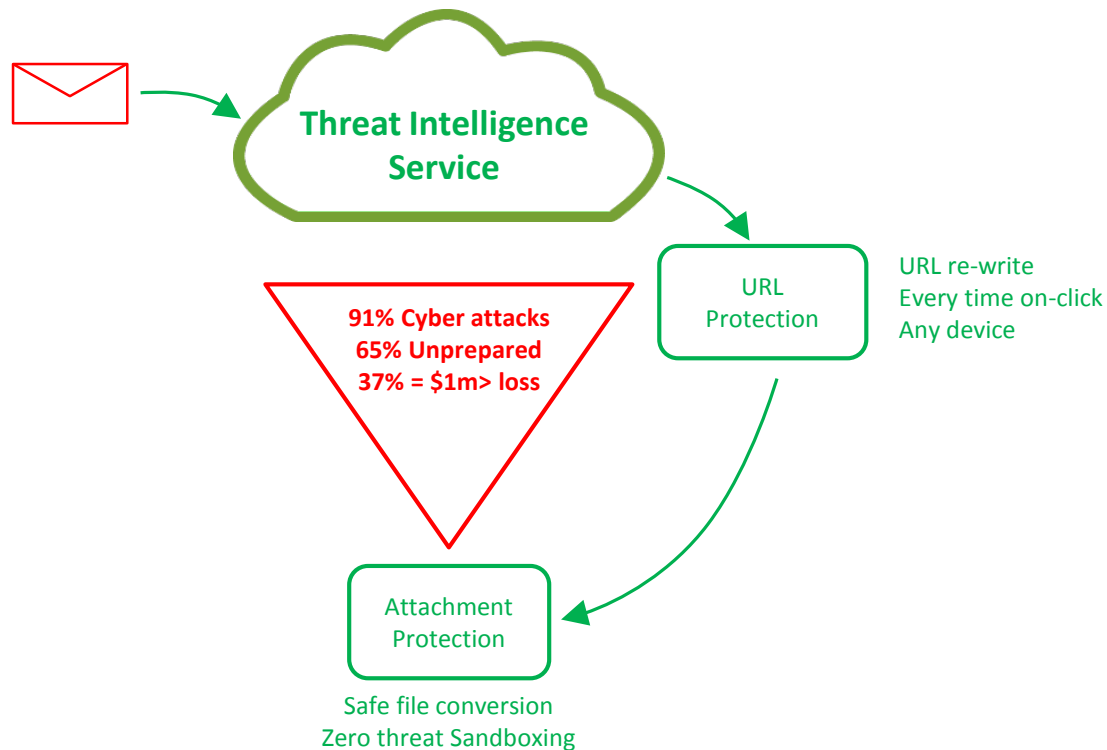 Threat Intelligence
Service
URL
Protection
URL re-write
Every time on-click
Any device
91% Cyber attacks
65% Unprepared
37% = $1m> loss
Attachment
Protection
Safe file conversion
Zero threat Sandboxing